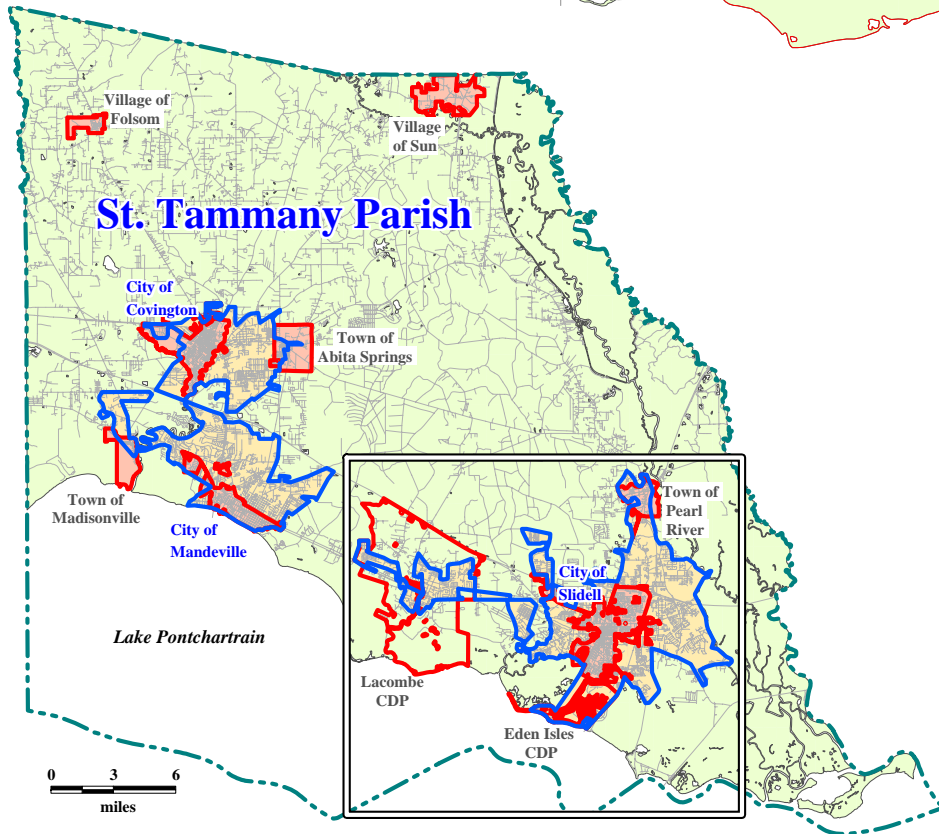 Village of
Folsom
Village
of Sun
St. Tammany Parish
City of
Covington
Town of
Abita Springs
Town of
Madisonville
City of
Mandeville
Town of
Pearl
River
City of
Slidell
Lake Pontchartrain
Lacombe
CDP
Eden Isles
CDP
0 3 6
miles